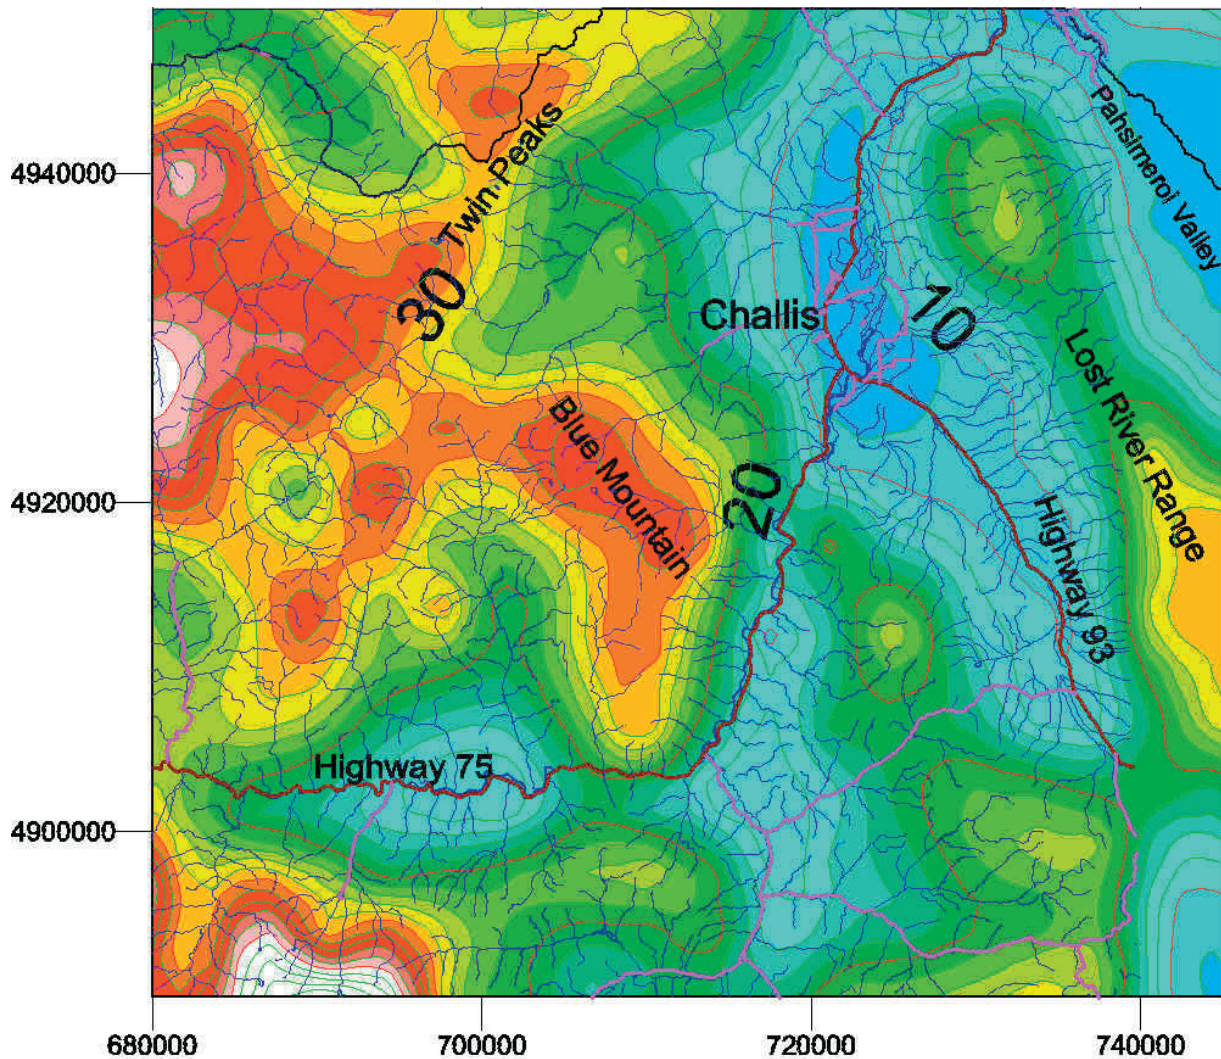 4940000
4920000
4900000
680000
700000
720000
740000
Twin Peaks
30
Pahsimeroi Valley
Challis
10
Lost River Range
Blue Mountain
20
Highway 93
Highway 75